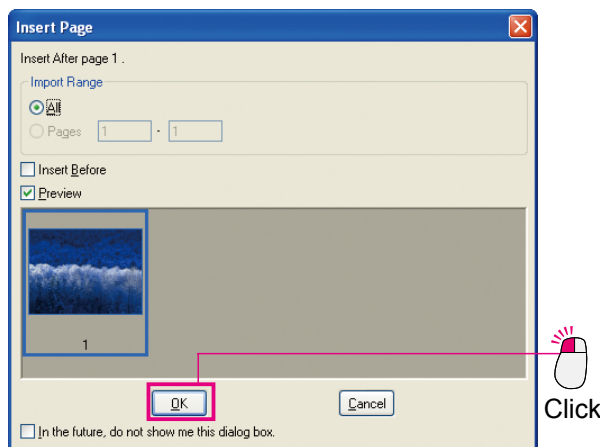 Insert Page
Insert After page 1 .
Import Range
All
Pages 1 - 1
Insert Before
Preview
1
OK Cancel
Click
In the future, do not show me this dialog box.